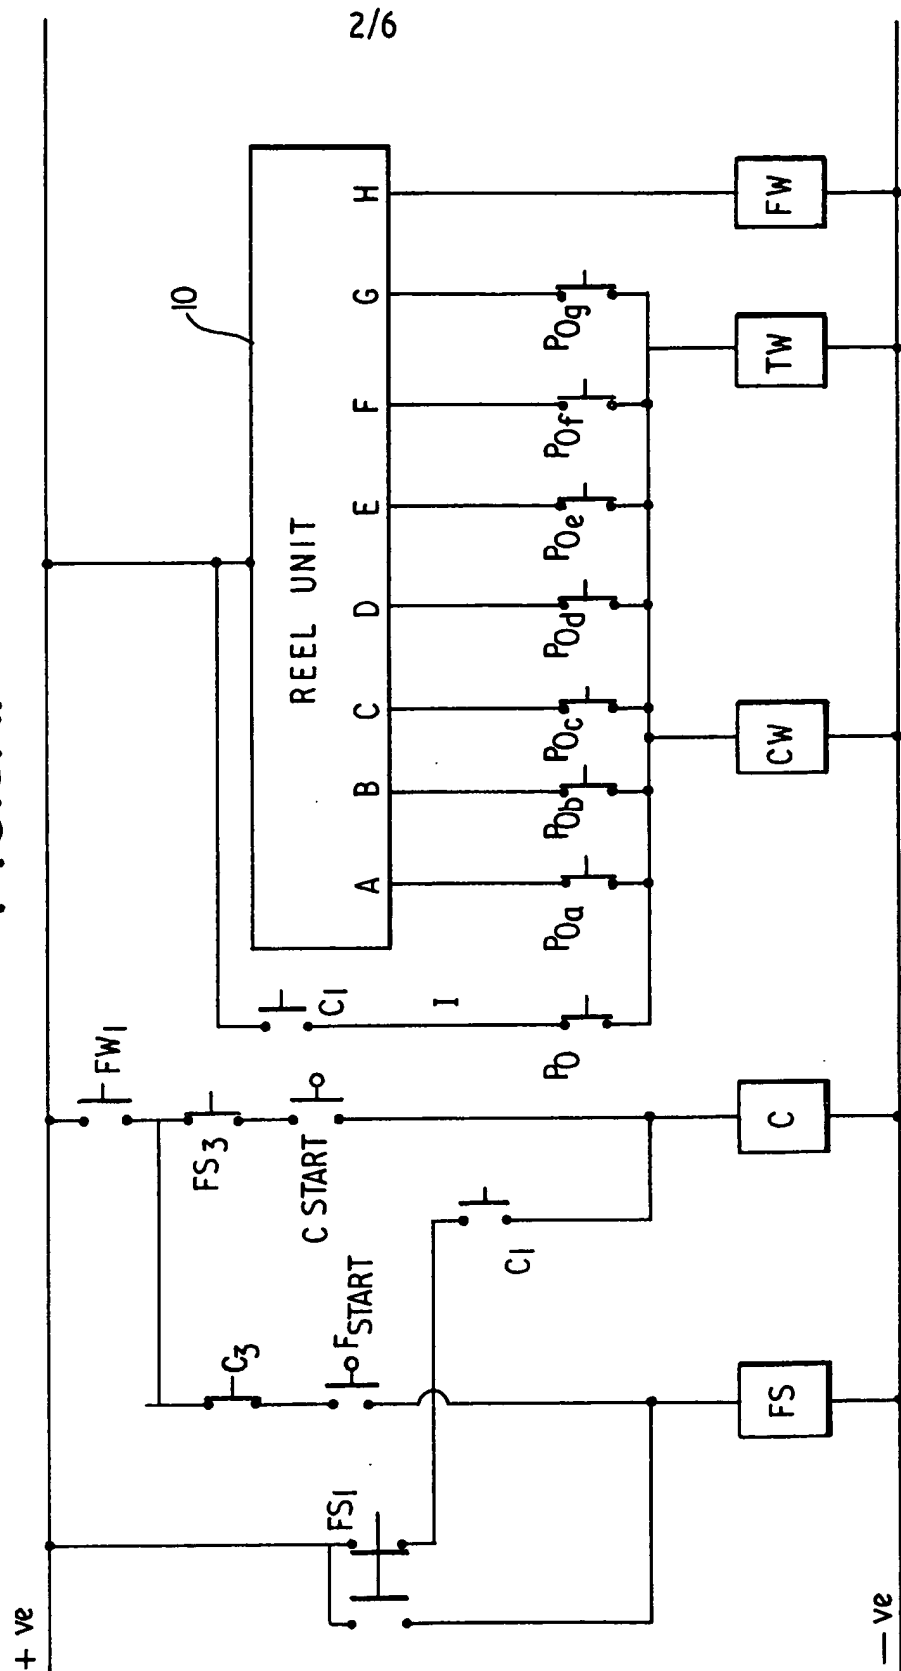 2/6
+ ve
10
REEL UNIT
A B C D E F G H
FW1
FS3
C START
C1
I
P0
P0a
P0b
P0c
P0d
P0e
P0f
P0g
C3
FSTART
FS1
C1
FS
C
CW
TW
FW
— ve